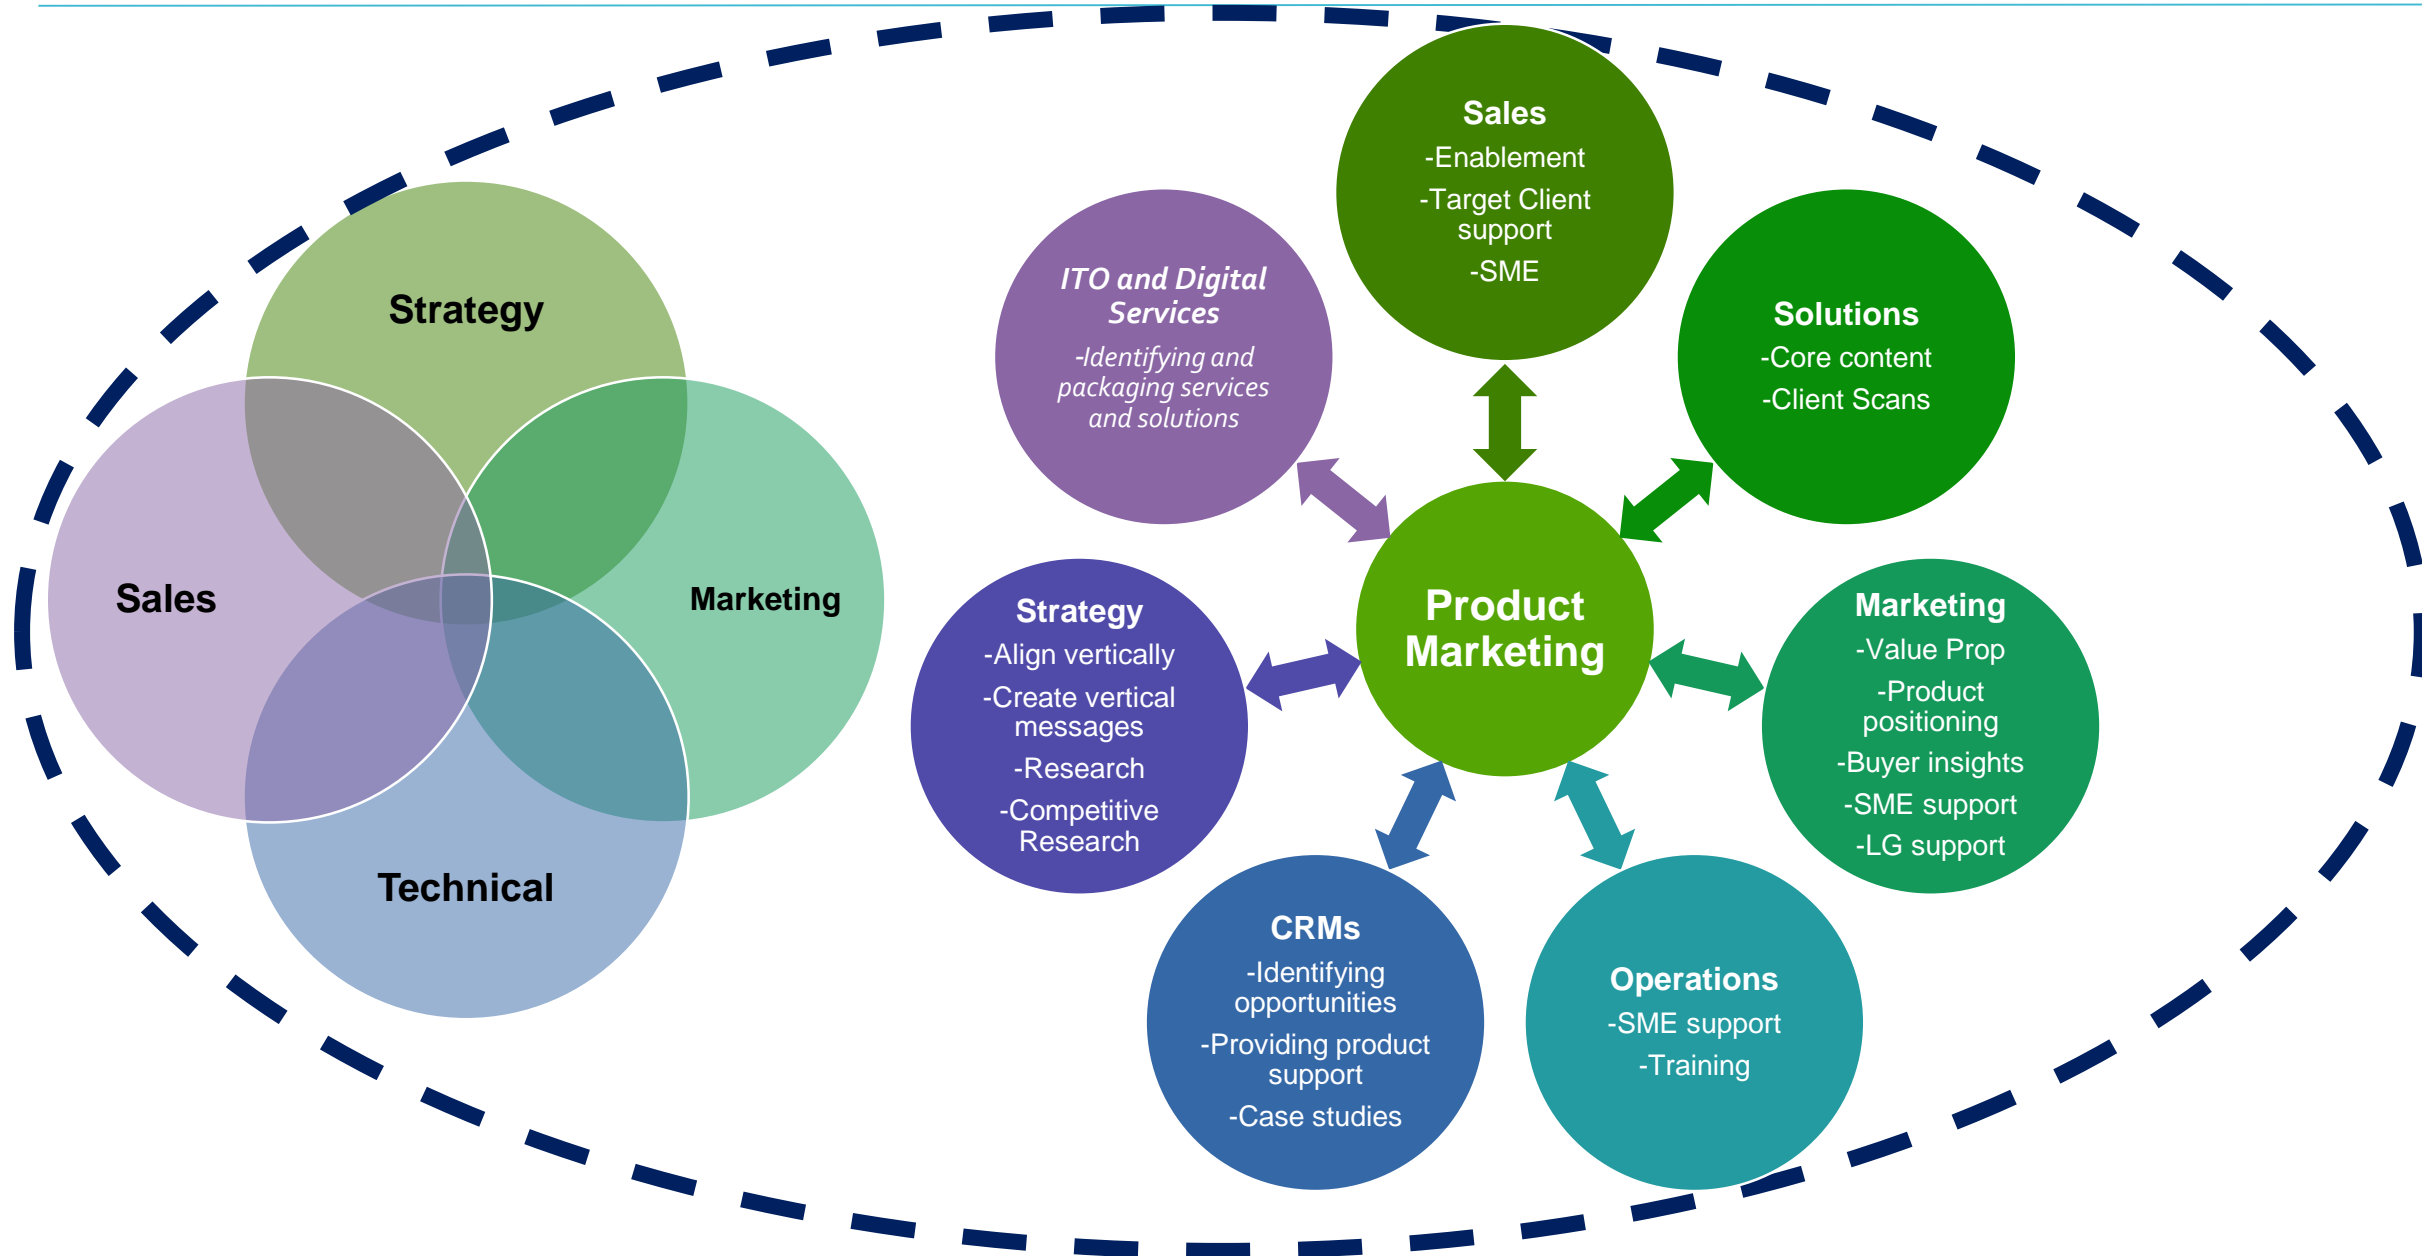 Strategy
Sales
Marketing
Technical
Sales
-Enablement
-Target Client
support
-SME
ITO and Digital
Services
-Identifying and
packaging services
and solutions
Solutions
-Core content
-Client Scans
Product
Marketing
Strategy
-Align vertically
-Create vertical
messages
-Research
-Competitive
Research
Marketing
-Value Prop
-Product
positioning
-Buyer insights
-SME support
-LG support
CRMs
-Identifying
opportunities
-Providing product
support
-Case studies
Operations
-SME support
-Training